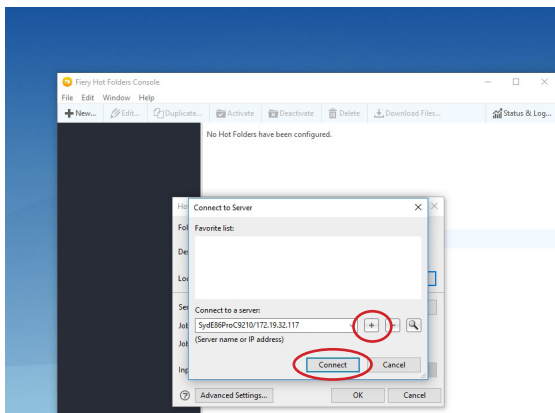 Fiery Hot Folders Console
File Edit Window Help
New... Edit... Duplicate... Activate Deactivate Delete Download Files... Status & Log...
No Hot Folders have been configured.
Connect to Server
Favorite list:
Connect to a server:
SydE86ProC9210/172.19.32.117
(Server name or IP address)
Connect Cancel
Advanced Settings... OK Cancel